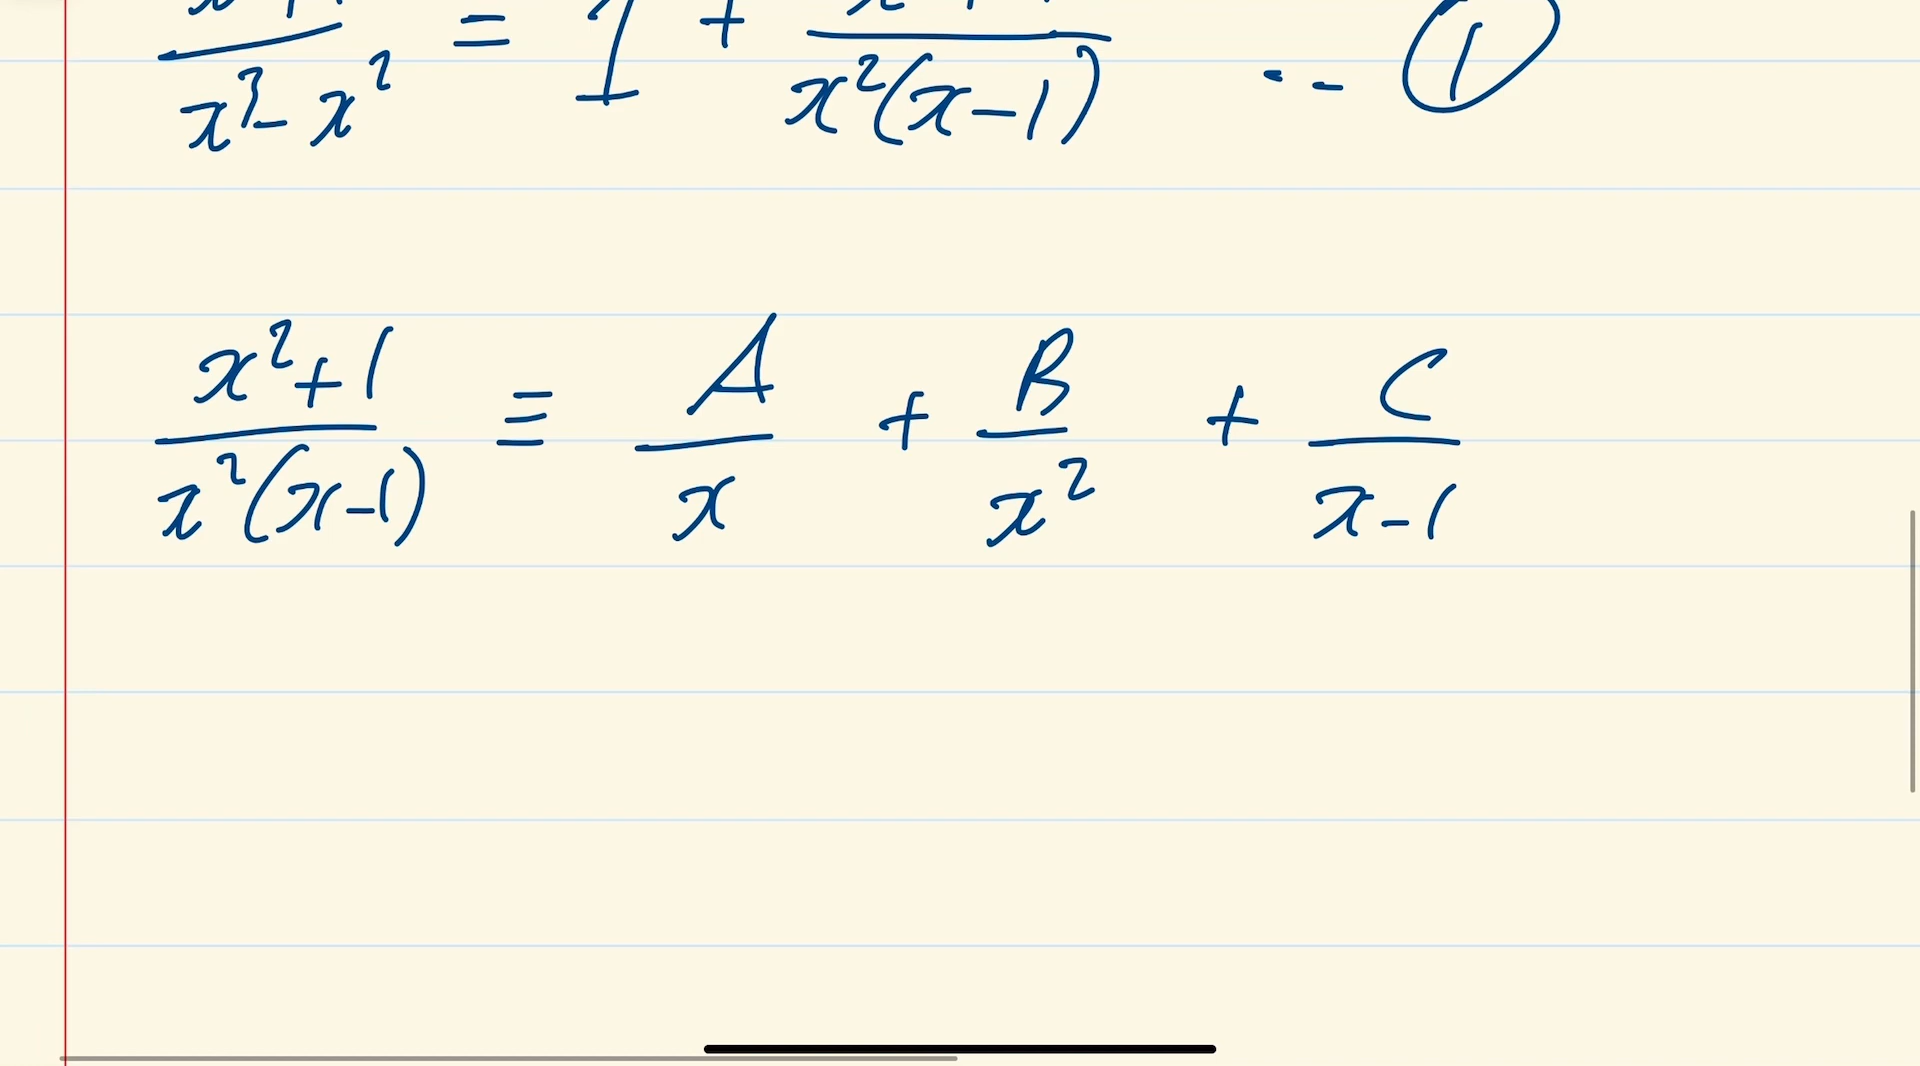 x³ - x² = 1 + x²(x-1) -- ①
x²+1 / x²(x-1) ≡ A / x + B / x² + C / x-1